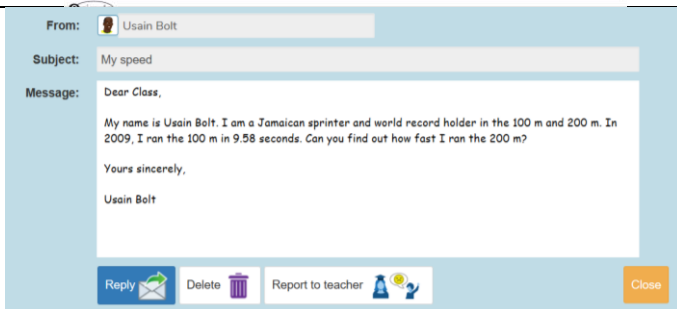 From: Usain Bolt
Subject: My speed
Message: Dear Class,
My name is Usain Bolt. I am a Jamaican sprinter and world record holder in the 100 m and 200 m. In
2009, I ran the 100 m in 9.58 seconds. Can you find out how fast I ran the 200 m?
Yours sincerely,
Usain Bolt
Reply Delete Report to teacher Close